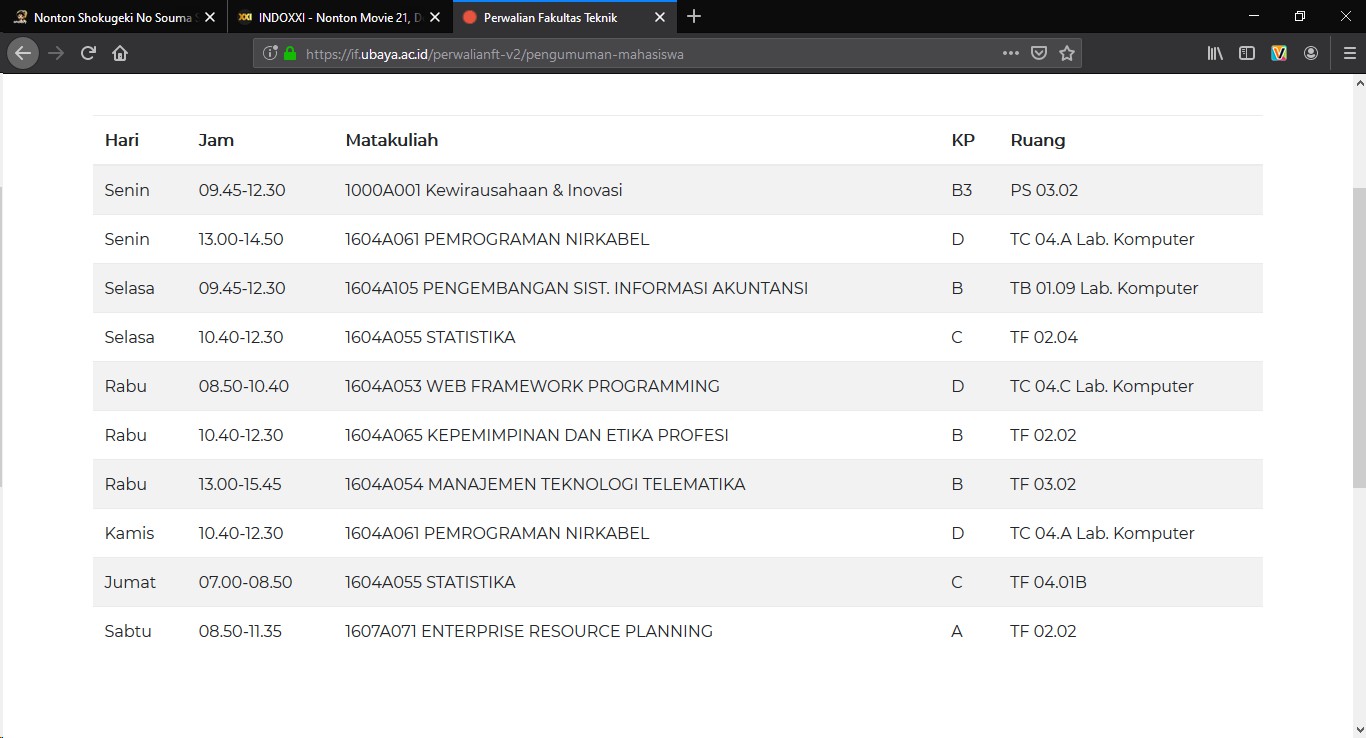 Nonton Shokugeki No Souma
INDOXXI - Nonton Movie 21, D
Perwalian Fakultas Teknik
https://if.ubaya.ac.id/perwalianft-v2/pengumuman-mahasiswa
Hari Jam Matakuliah KP Ruang
Senin 09.45-12.30 1000A001 Kewirausahaan & Inovasi B3 PS 03.02
Senin 13.00-14.50 1604A061 PEMROGRAMAN NIRKABEL D TC 04.A Lab. Komputer
Selasa 09.45-12.30 1604A105 PENGEMBANGAN SIST. INFORMASI AKUNTANSI B TB 01.09 Lab. Komputer
Selasa 10.40-12.30 1604A055 STATISTIKA C TF 02.04
Rabu 08.50-10.40 1604A053 WEB FRAMEWORK PROGRAMMING D TC 04.C Lab. Komputer
Rabu 10.40-12.30 1604A065 KEPEMIMPINAN DAN ETIKA PROFESI B TF 02.02
Rabu 13.00-15.45 1604A054 MANAJEMEN TEKNOLOGI TELEMATIKA B TF 03.02
Kamis 10.40-12.30 1604A061 PEMROGRAMAN NIRKABEL D TC 04.A Lab. Komputer
Jumat 07.00-08.50 1604A055 STATISTIKA C TF 04.01B
Sabtu 08.50-11.35 1607A071 ENTERPRISE RESOURCE PLANNING A TF 02.02